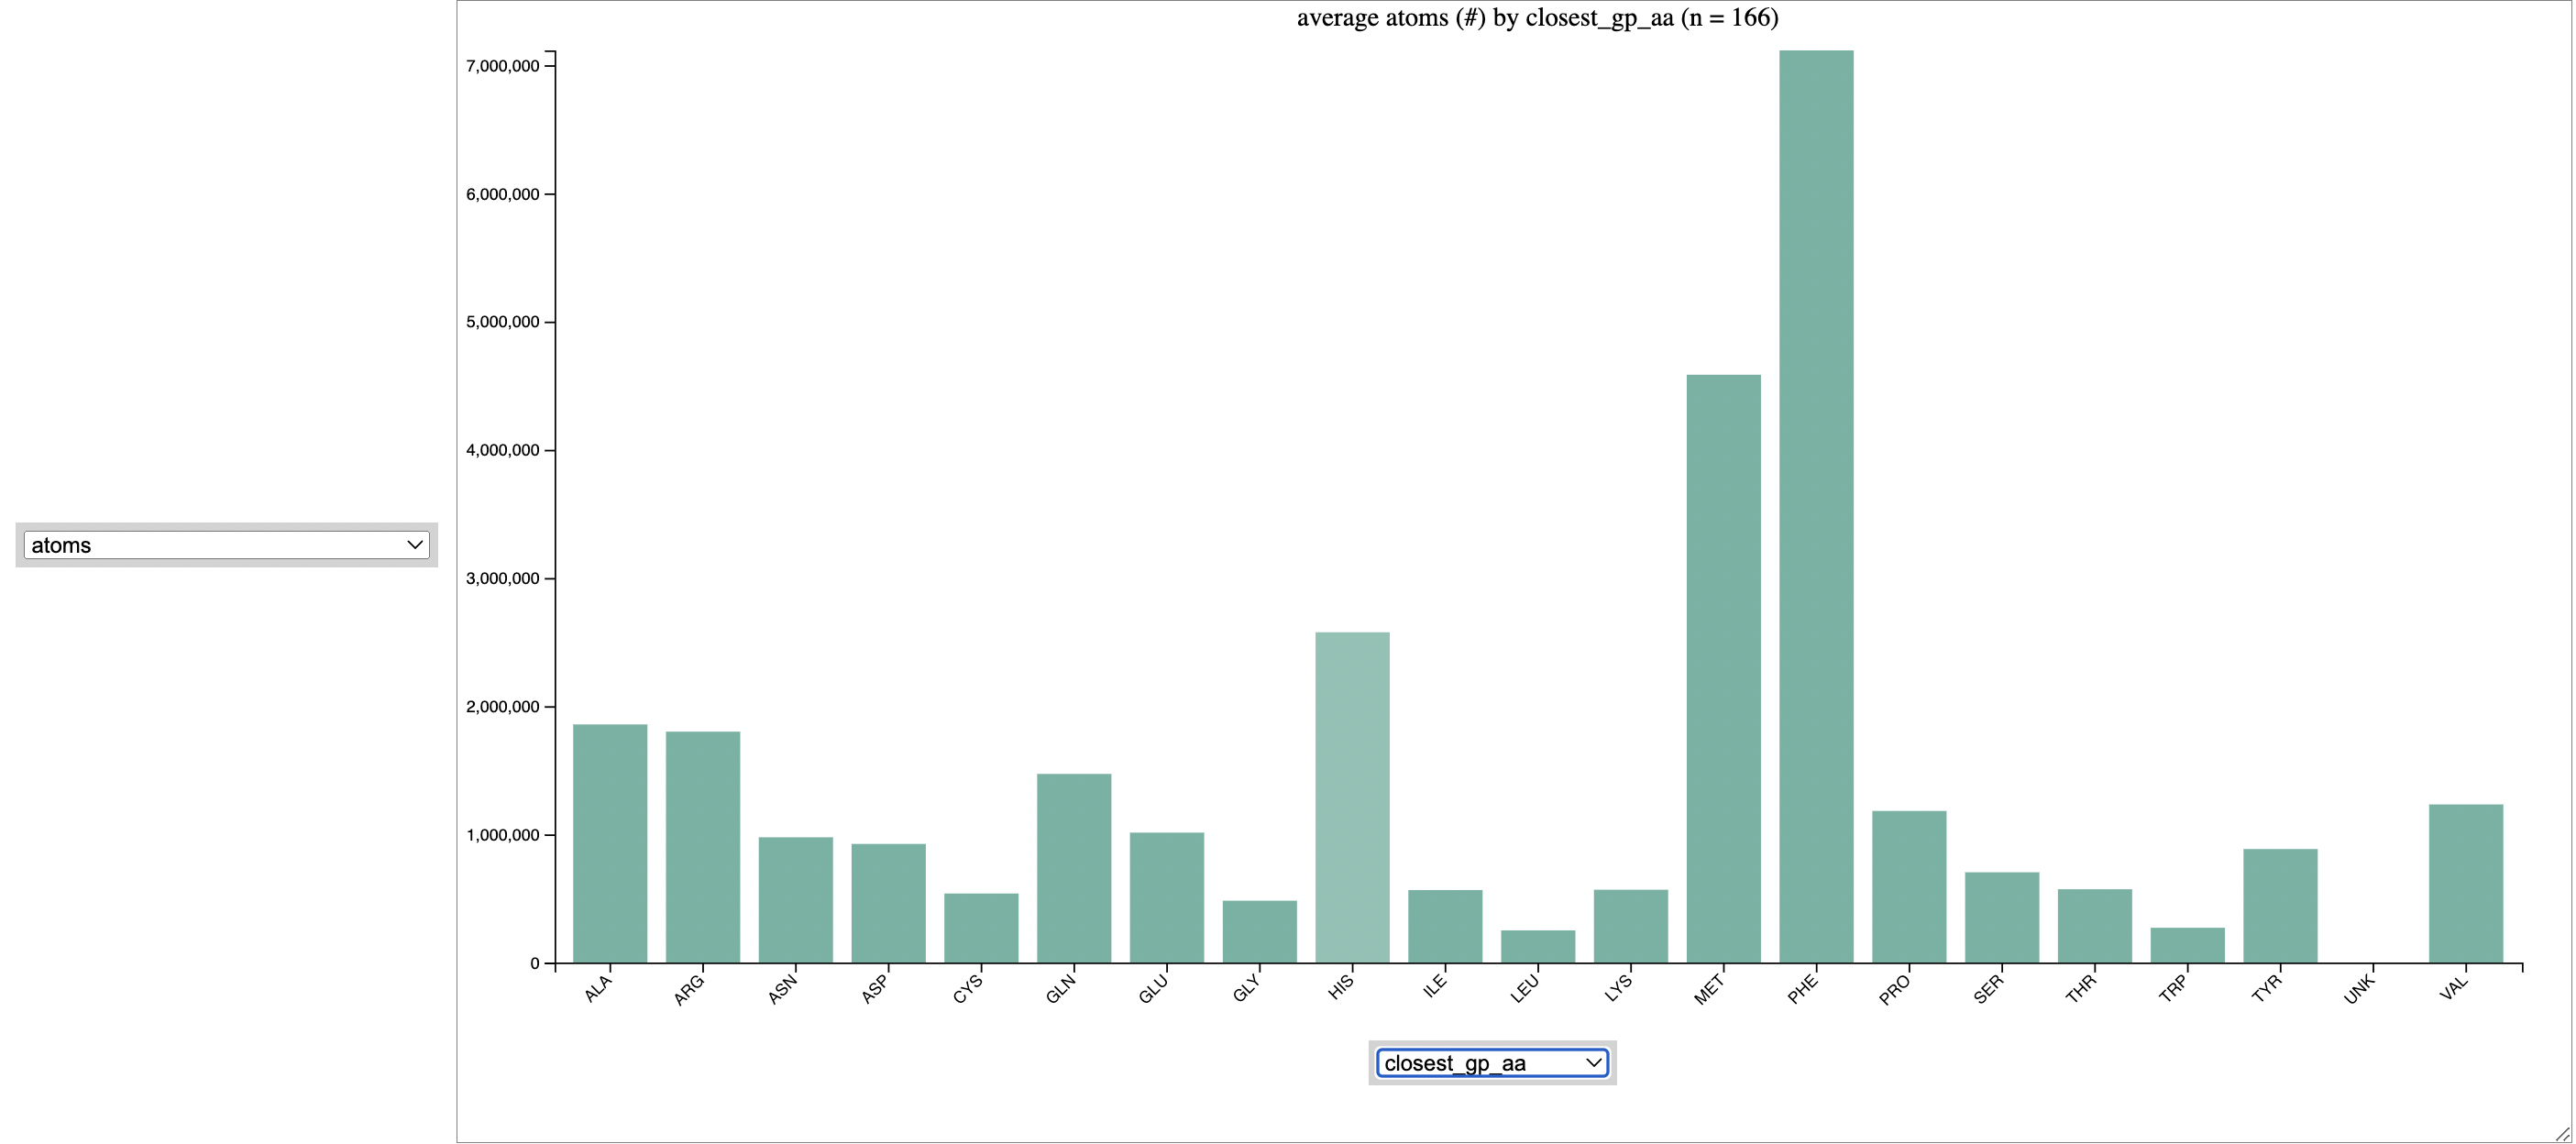 average atoms (#) by closest_gp_aa (n = 166)
7,000,000
6,000,000
5,000,000
4,000,000
3,000,000
2,000,000
1,000,000
0
atoms
ALA
ARG
ASN
ASP
CYS
GLN
GLU
GLY
HIS
ILE
LEU
LYS
MET
PHE
PRO
SER
THR
TRP
TYR
UNK
VAL
closest_gp_aa